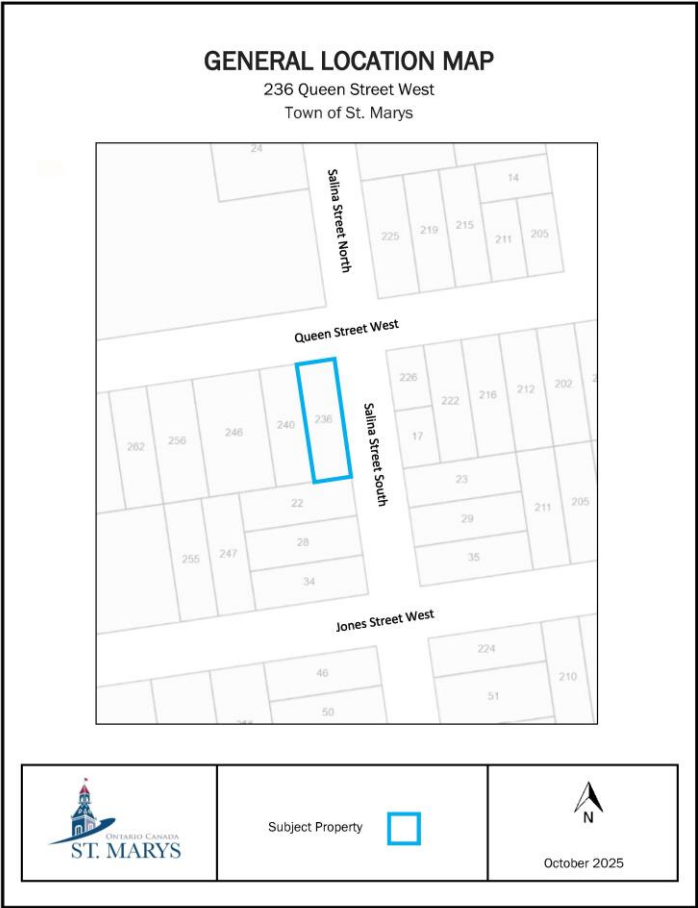 GENERAL LOCATION MAP
236 Queen Street West
Town of St. Marys
24
Salina Street North
14
225
219
215
211
205
Queen Street West
226
222
216
212
202
2
262
256
246
240
236
17
Salina Street South
23
22
211
205
29
255
247
28
35
34
Jones Street West
224
46
210
51
50
ONTARIO CANADA
ST. MARYS
Subject Property
N
October 2025